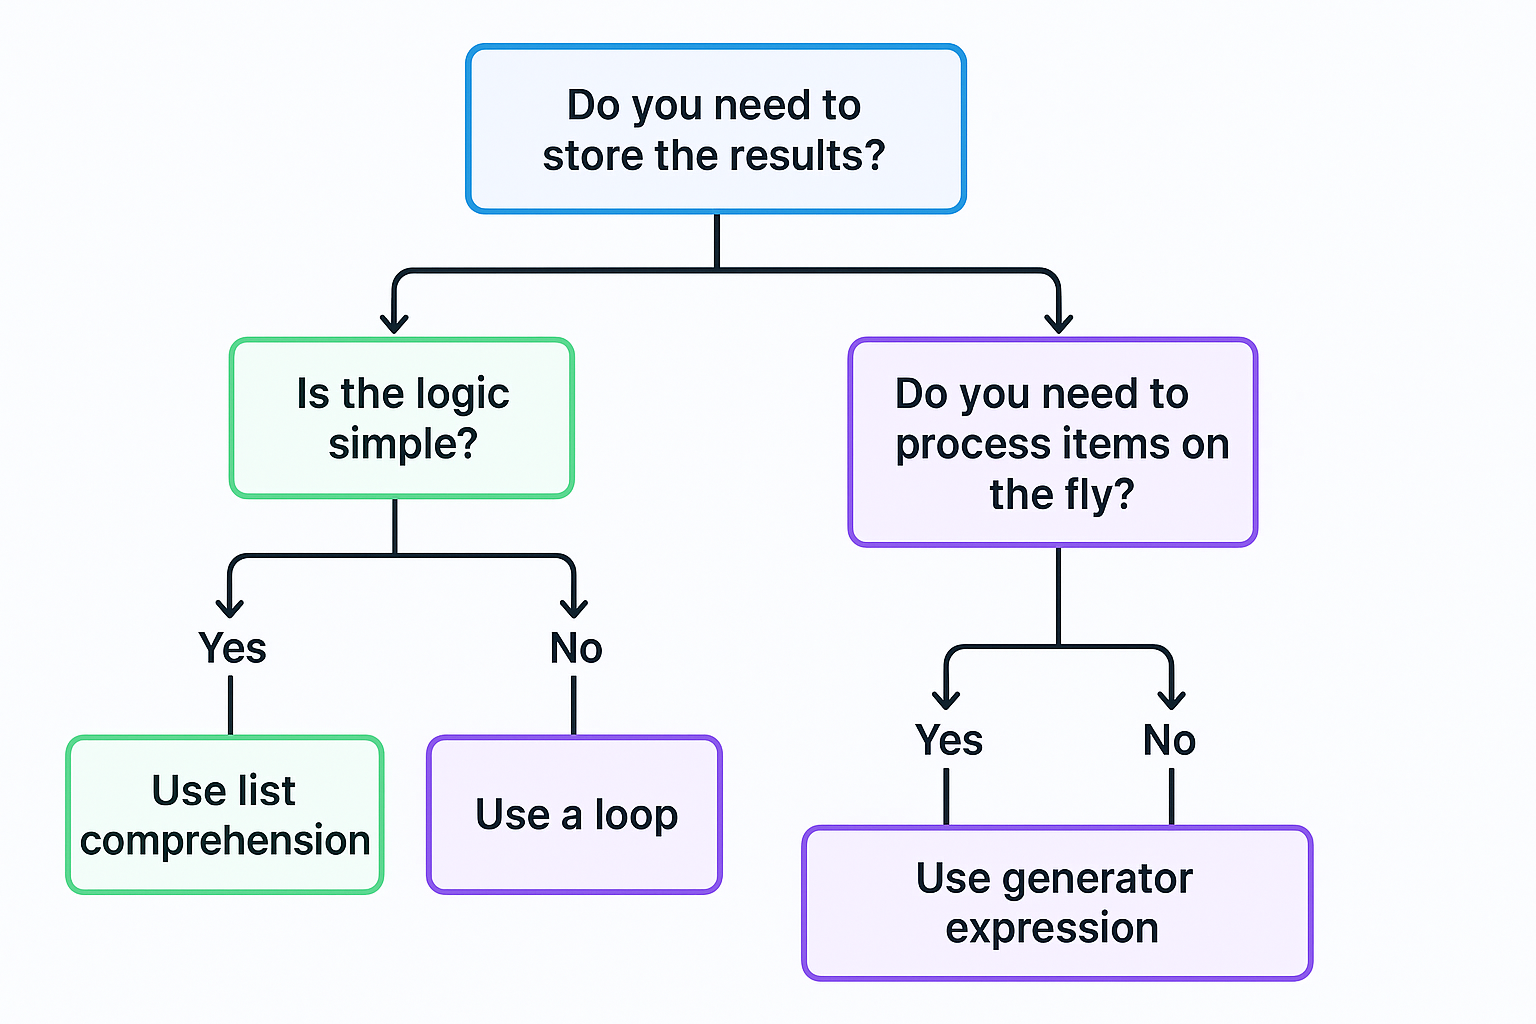 Do you need to
store the results?
Is the logic
simple?
Do you need to
process items on
the fly?
Yes
No
Yes
No
Use list
comprehension
Use a loop
Use generator
expression